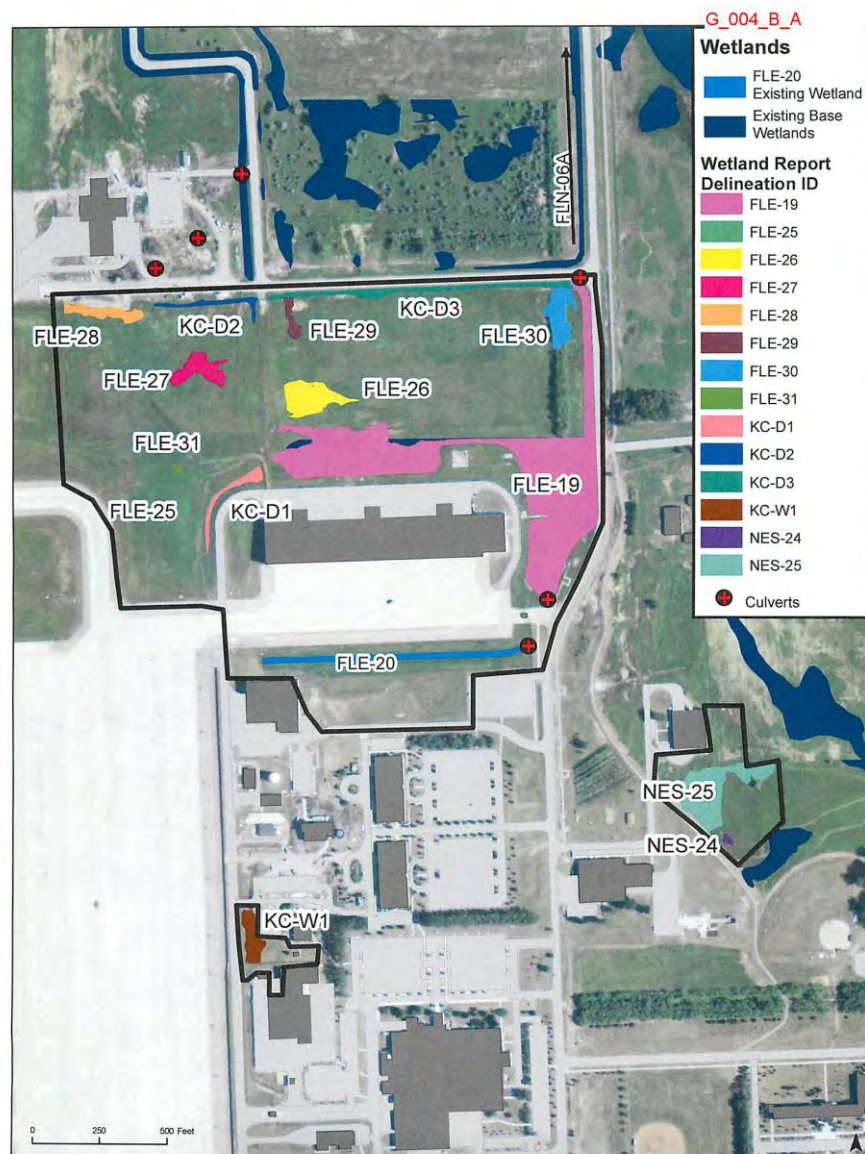 G_004_B_A
Wetlands
FLE-20
Existing Wetland
Existing Base
Wetlands
Wetland Report
Delineation ID
FLE-19
FLE-25
FLE-26
FLE-27
FLE-28
FLE-29
FLE-30
FLE-31
KC-D1
KC-D2
KC-D3
KC-W1
NES-24
NES-25
Culverts
FLN-06A
FLE-28
KC-D2
FLE-29
KC-D3
FLE-30
FLE-27
FLE-26
FLE-31
FLE-19
FLE-25
KC-D1
FLE-20
NES-25
NES-24
KC-W1
0 250 500 Feet